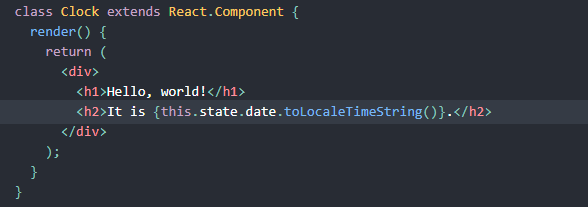 class Clock extends React.Component {
  render() {
    return (
      <div>
        <h1>Hello, world!</h1>
        <h2>It is {this.state.date.toLocaleTimeString()}.</h2>
      </div>
    );
  }
}